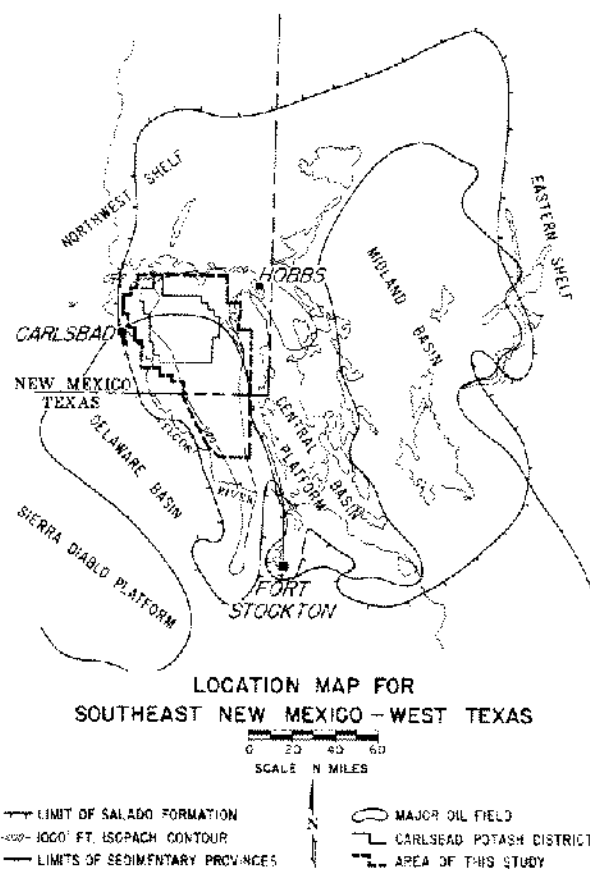 NORTHWEST SHELF
EASTERN SHELF
HOBBS
MIDLAND BASIN
CARLSBAD
NEW MEXICO
TEXAS
DELAWARE BASIN
CENTRAL BASIN
PLATFORM
RIVER
SIERRA DIABLO PLATFORM
FORT
STOCKTON
LOCATION MAP FOR
SOUTHEAST NEW MEXICO – WEST TEXAS
0 20 40 60
SCALE IN MILES
N
LIMIT OF SALADO FORMATION
1000' FT. ISOPACH CONTOUR
LIMITS OF SEDIMENTARY PROVINCES
MAJOR OIL FIELD
CARLSBAD POTASH DISTRICT
AREA OF THIS STUDY